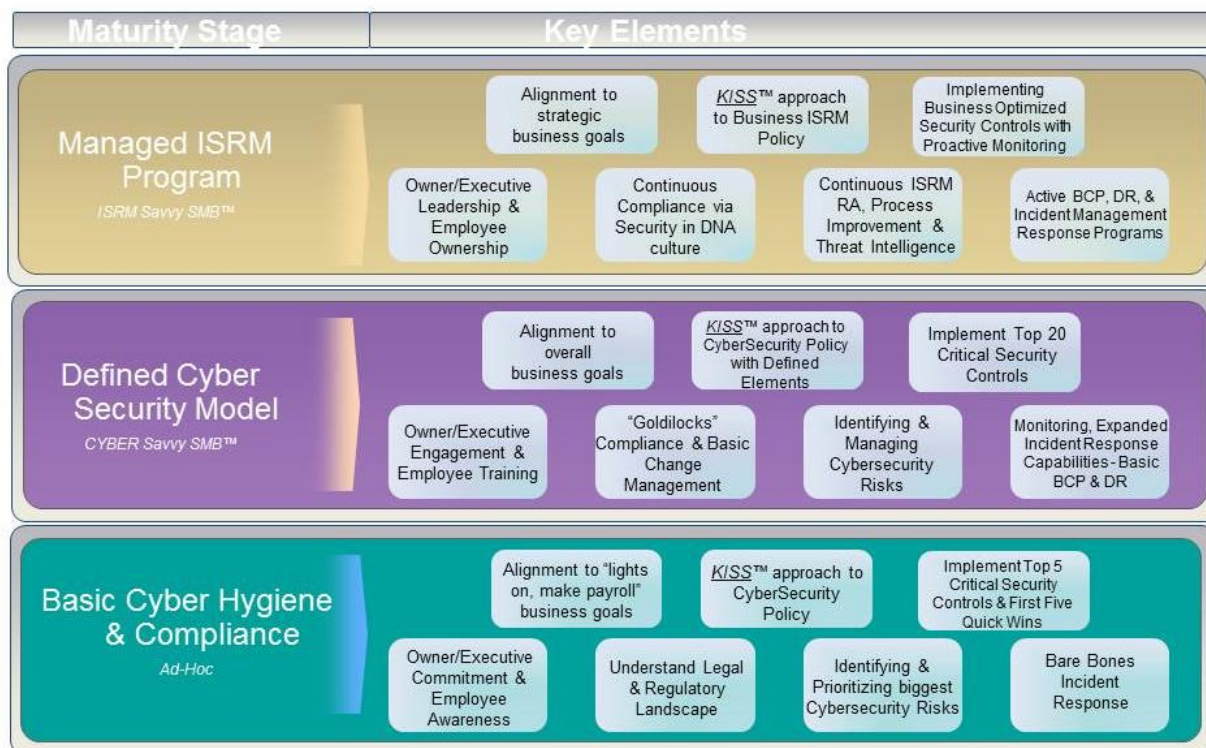 Maturity Stage
Key Elements
Managed ISRM
Program
ISRM Savvy SMB™
Alignment to
strategic
business goals
KISS™ approach
to Business ISRM
Policy
Implementing
Business Optimized
Security Controls with
Proactive Monitoring
Owner/Executive
Leadership &
Employee
Ownership
Continuous
Compliance via
Security in DNA
culture
Continuous ISRM
RA, Process
Improvement &
Threat Intelligence
Active BCP, DR, &
Incident Management
Response Programs
Defined Cyber
Security Model
CYBER Savvy SMB™
Alignment to
overall
business goals
KISS™ approach to
CyberSecurity Policy
with Defined
Elements
Implement Top 20
Critical Security
Controls
Owner/Executive
Engagement &
Employee Training
“Goldilocks”
Compliance & Basic
Change
Management
Identifying &
Managing
Cybersecurity
Risks
Monitoring, Expanded
Incident Response
Capabilities- Basic
BCP & DR
Basic Cyber Hygiene
& Compliance
Ad-Hoc
Alignment to “lights
on, make payroll”
business goals
KISS™ approach to
CyberSecurity
Policy
Implement Top 5
Critical Security
Controls & First Five
Quick Wins
Owner/Executive
Commitment &
Employee
Awareness
Understand Legal
& Regulatory
Landscape
Identifying &
Prioritizing biggest
Cybersecurity Risks
Bare Bones
Incident
Response